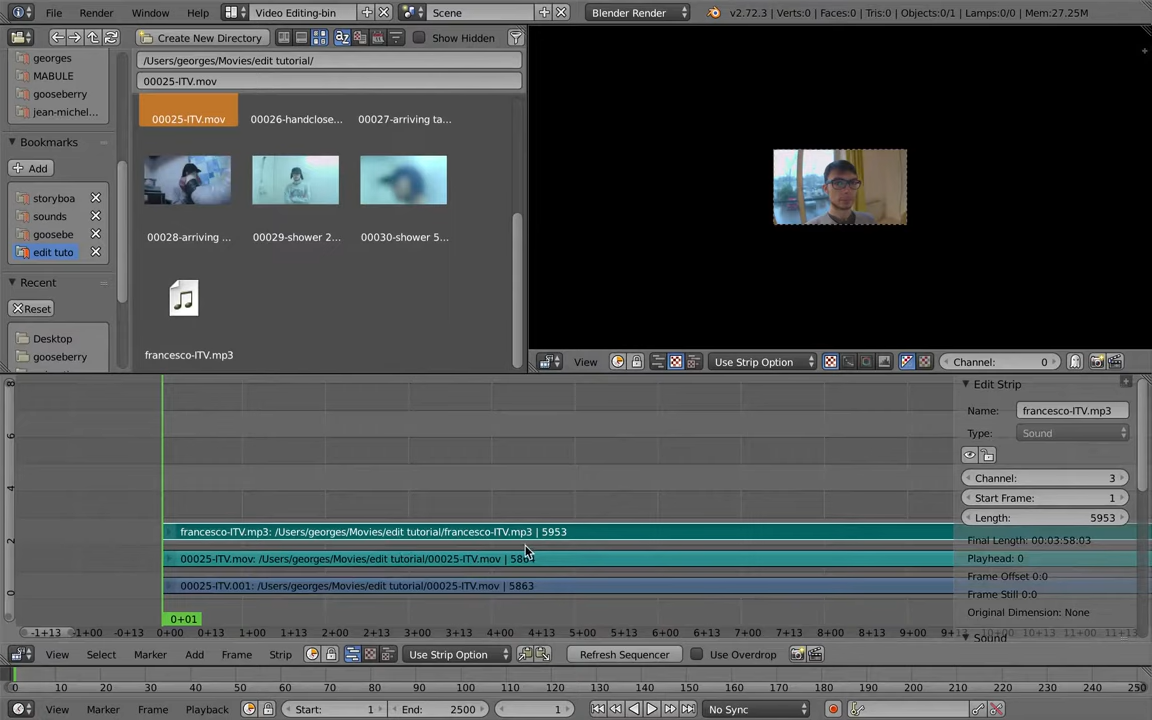 File Render Window Help Video Editing-bin Scene Blender Render v2.72.3 | Verts:0 | Faces:0 | Tris:0 | Objects:0/1 | Lamps:0/0 | Mem:27.25M
Create New Directory Show Hidden
georges
MABULE
gooseberry
jean-michel...
Bookmarks
Add
storyboa
sounds
goosebe
edit tuto
Recent
Reset
Desktop
gooseberry
/Users/georges/Movies/edit tutorial/
00025-ITV.mov
00025-ITV.mov 00026-handclose... 00027-arriving ta...
00028-arriving ... 00029-shower 2... 00030-shower 5...
francesco-ITV.mp3
View Use Strip Option Channel: 0
8
6
4
2
0
francesco-ITV.mp3: /Users/georges/Movies/edit tutorial/francesco-ITV.mp3 | 5953
00025-ITV.mov: /Users/georges/Movies/edit tutorial/00025-ITV.mov | 5864
00025-ITV.001: /Users/georges/Movies/edit tutorial/00025-ITV.mov | 5863
0+01
-1+13 -1+00 -0+13 0+00 0+13 1+00 1+13 2+00 2+13 3+00 3+13 4+00 4+13 5+00 5+13 6+00 6+13 7+00 7+13 8+00 8+13 9+00 9+13 10+00 10+13 11+00 11+13
Edit Strip
Name: francesco-ITV.mp3
Type: Sound
Channel: 3
Start Frame: 1
Length: 5953
Final Length: 00:03:58:03
Playhead: 0
Frame Offset 0:0
Frame Still 0:0
Original Dimension: None
Sound
View Select Marker Add Frame Strip Use Strip Option Refresh Sequencer Use Overdrop
0 10 20 30 40 50 60 70 80 90 100 110 120 130 140 150 160 170 180 190 200 210 220 230 240 250
View Marker Frame Playback Start: 1 End: 2500 1 No Sync